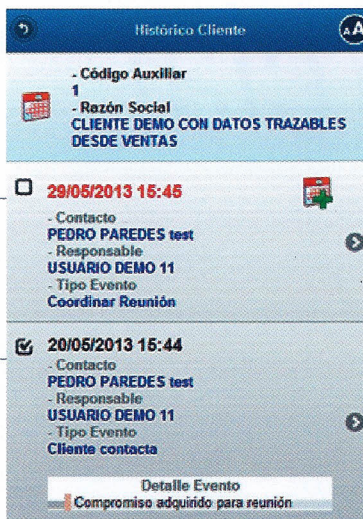 Histórico Cliente
AA
- Código Auxiliar
1
- Razón Social
CLIENTE DEMO CON DATOS TRAZABLES
DESDE VENTAS
29/05/2013 15:45
- Contacto
PEDRO PAREDES test
- Responsable
USUARIO DEMO 11
- Tipo Evento
Coordinar Reunión
20/05/2013 15:44
- Contacto
PEDRO PAREDES test
- Responsable
USUARIO DEMO 11
- Tipo Evento
Cliente contacta
Detalle Evento
Compromiso adquirido para reunión